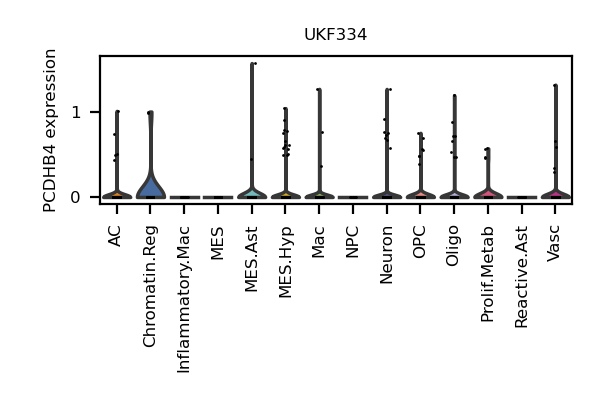 UKF334
PCDHB4 expression
1
0
AC
Chromatin.Reg
Inflammatory.Mac
MES
MES.Ast
MES.Hyp
Mac
NPC
Neuron
OPC
Oligo
Prolif.Metab
Reactive.Ast
Vasc